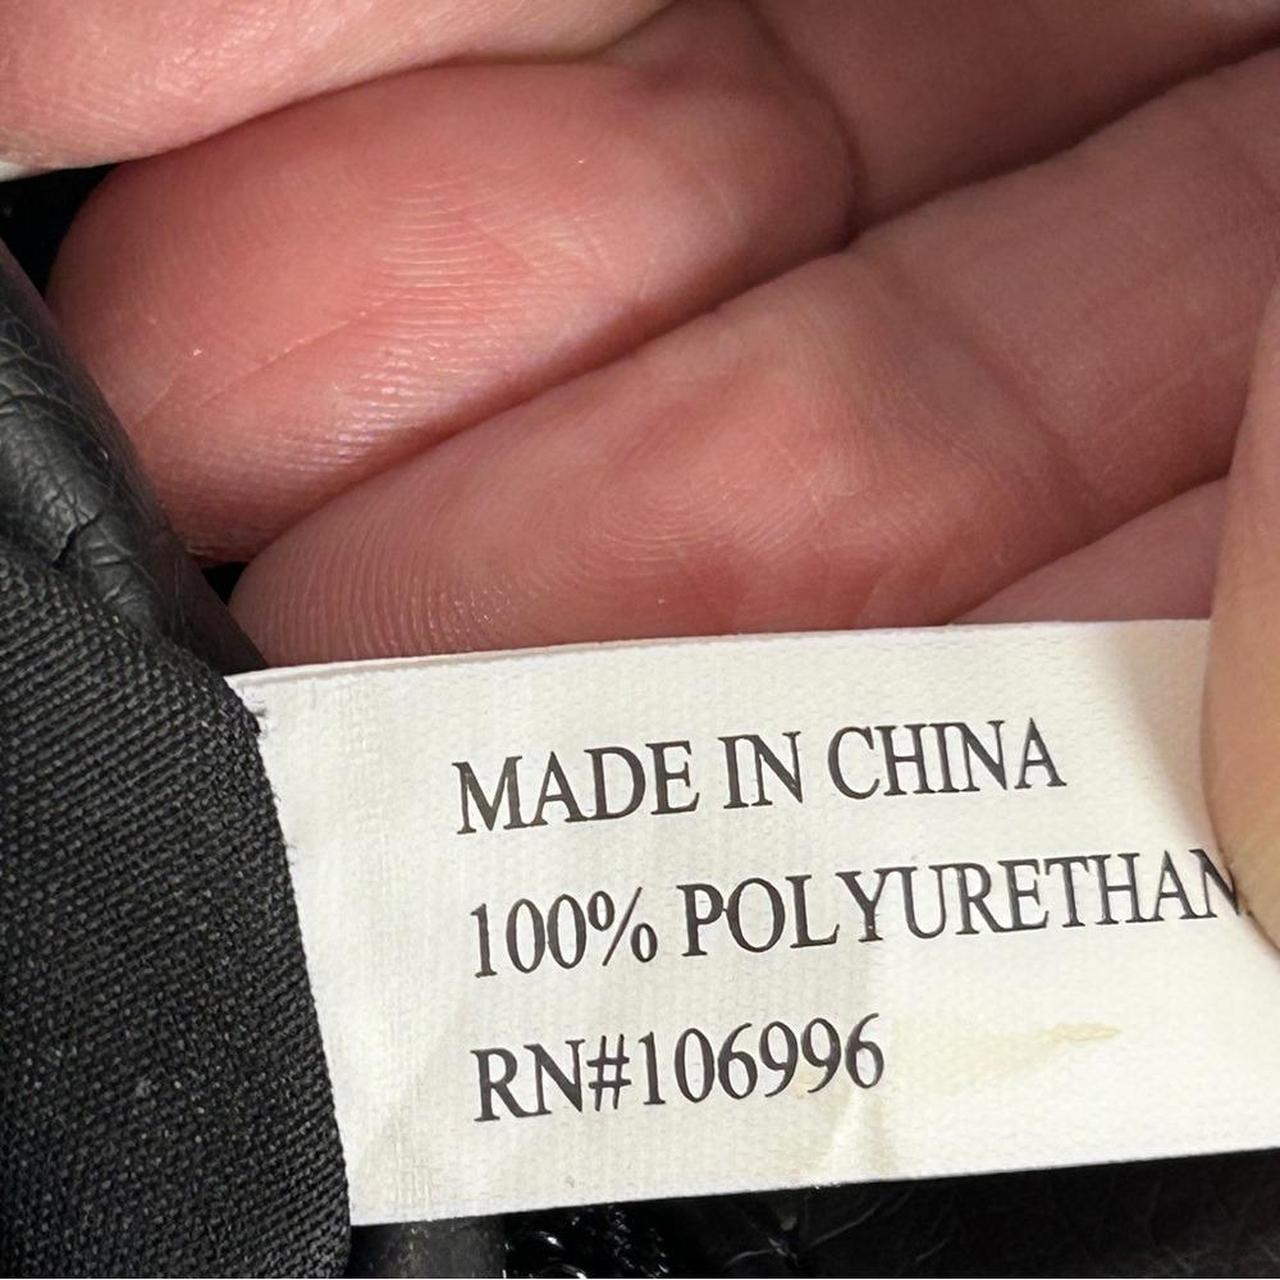 MADE IN CHINA
100% POLYURETHAN
RN#106996